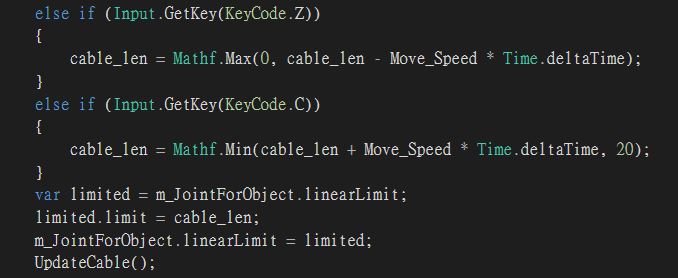 else if (Input.GetKey(KeyCode.Z))
{
cable_len = Mathf.Max(0, cable_len - Move_Speed * Time.deltaTime);
}
else if (Input.GetKey(KeyCode.C))
{
cable_len = Mathf.Min(cable_len + Move_Speed * Time.deltaTime, 20);
}
var limited = m_JointForObject.linearLimit;
limited.limit = cable_len;
m_JointForObject.linearLimit = limited;
UpdateCable();